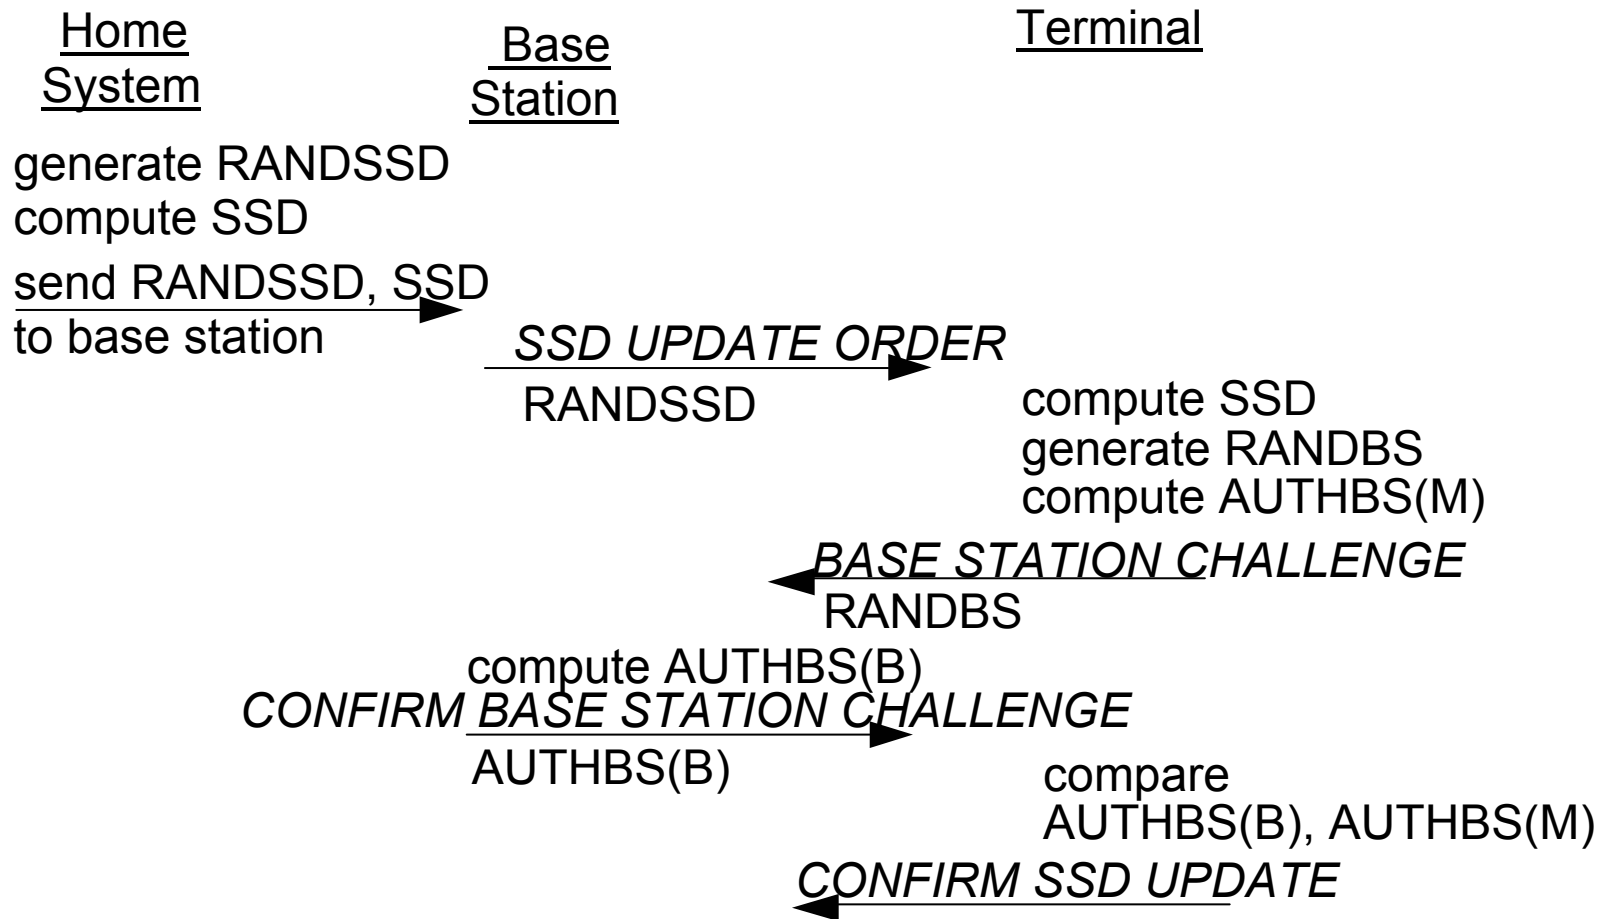 Home
System
Base
Station
Terminal
generate RANDSSD
compute SSD
send RANDSSD, SSD
to base station
SSD UPDATE ORDER
RANDSSD
compute SSD
generate RANDBS
compute AUTHBS(M)
BASE STATION CHALLENGE
RANDBS
compute AUTHBS(B)
CONFIRM BASE STATION CHALLENGE
AUTHBS(B)
compare
AUTHBS(B), AUTHBS(M)
CONFIRM SSD UPDATE